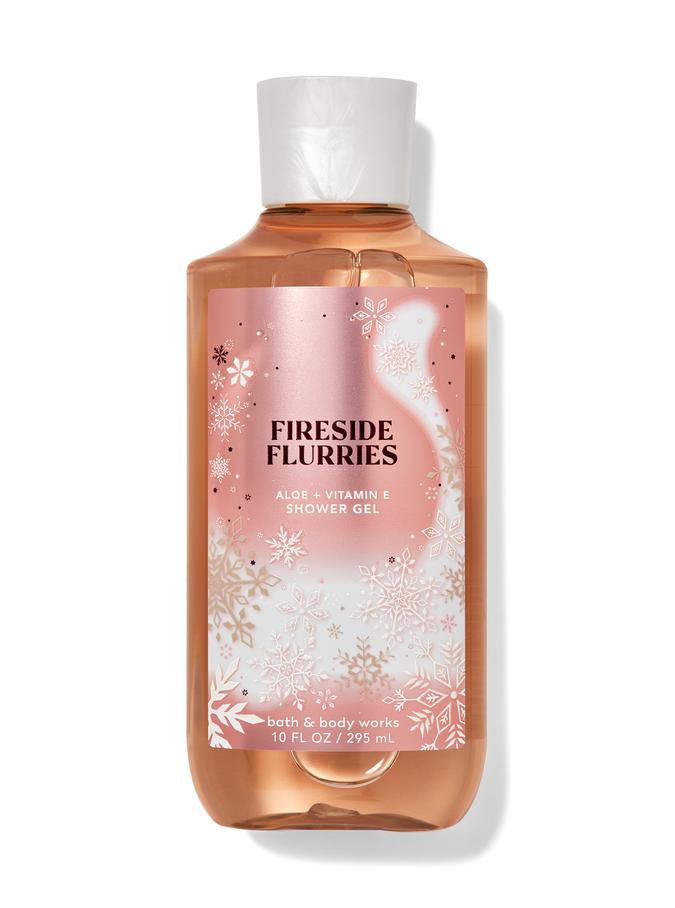 FIRESIDE
FLURRIES
ALOE + VITAMIN E
SHOWER GEL
bath & body works
10 FL OZ / 295 mL